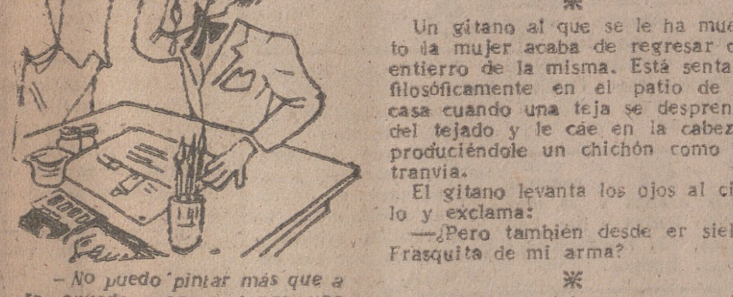 - No puedo pintar más que a
Un gitano al que se le ha mue
to la mujer acaba de regresar
entierro de la misma. Está senta
filosóficamente en el patio de
casa cuando una teja se despren
del tejado y le cáe en la cabez
produciéndole un chichón como
tranvia.
El gitano levanta los ojos al ci
lo y exclama:
—¿Pero también desde er siel
Frasquita de mi arma?